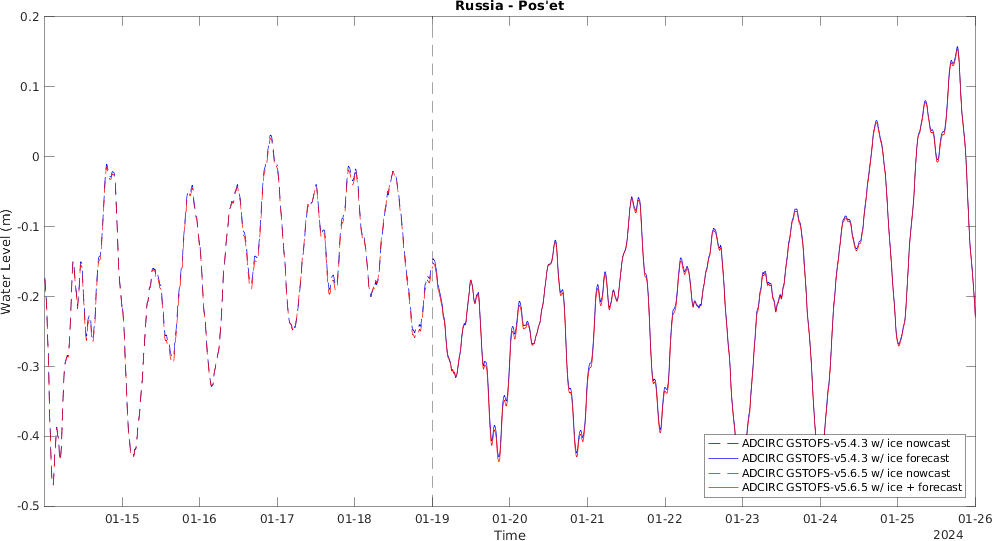 Russia - Pos'et
Water Level (m)
0.2
0.1
0
-0.1
-0.2
-0.3
-0.4
-0.5
ADCIRC GSTOFS-v5.4.3 w/ ice nowcast
ADCIRC GSTOFS-v5.4.3 w/ ice forecast
ADCIRC GSTOFS-v5.6.5 w/ ice nowcast
ADCIRC GSTOFS-v5.6.5 w/ ice + forecast
01-15 01-16 01-17 01-18 01-19 01-20 01-21 01-22 01-23 01-24 01-25 01-26
Time
2024